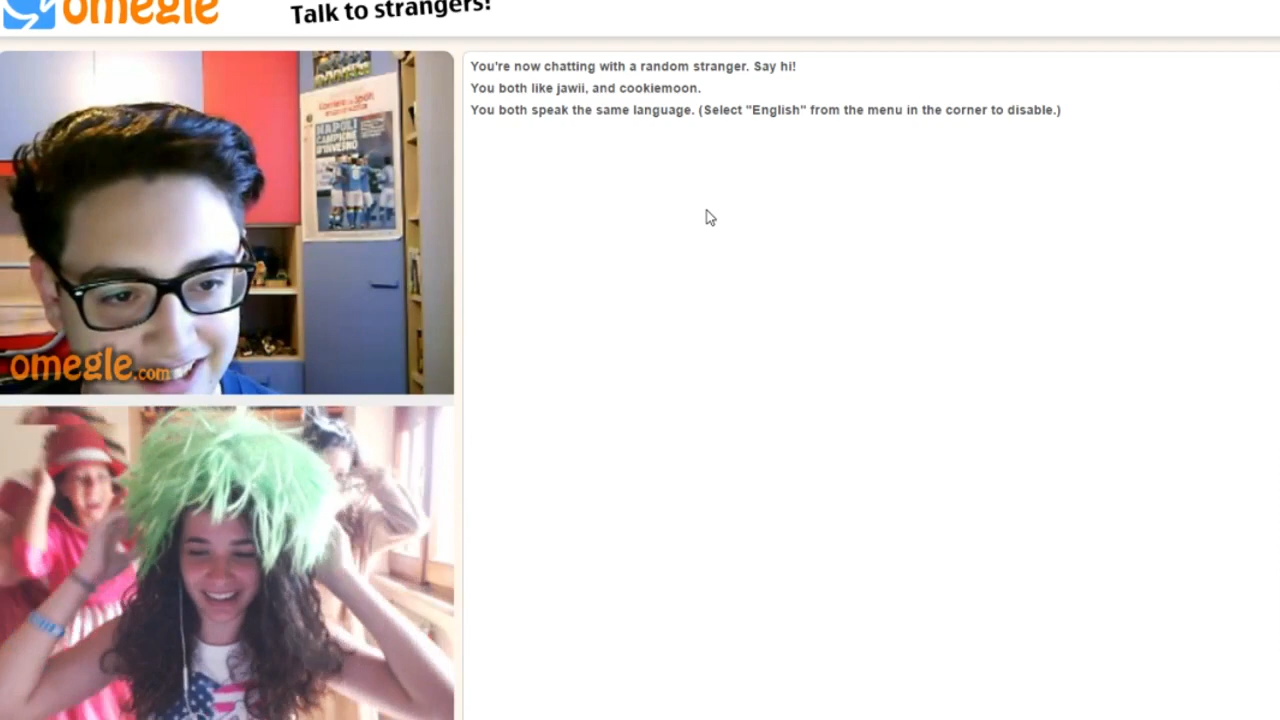 omegle
Talk to strangers!
You're now chatting with a random stranger. Say hi!
You both like jawii, and cookiemoon.
You both speak the same language. (Select "English" from the menu in the corner to disable.)
NAPOLI
CAMPIONE
D'INVERNO
omegle.com